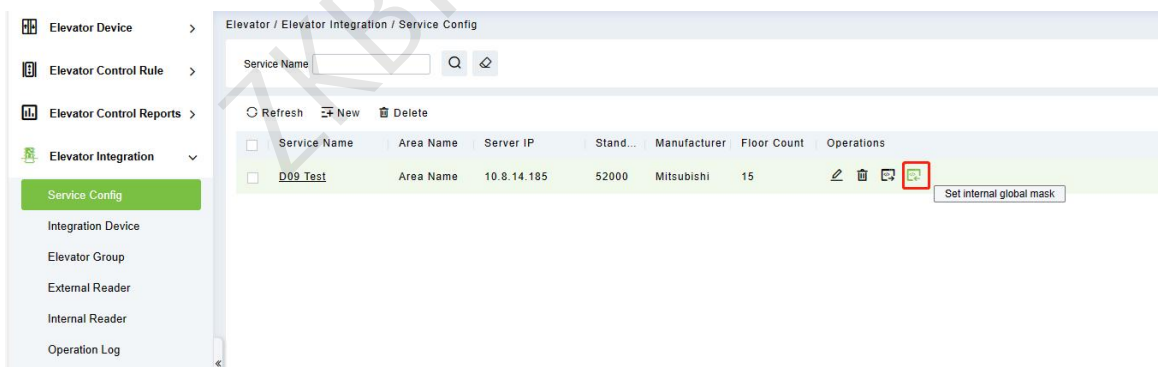 Elevator Device
Elevator Control Rule
Elevator Control Reports
Elevator Integration
Service Config
Integration Device
Elevator Group
External Reader
Internal Reader
Operation Log
Elevator / Elevator Integration / Service Config
Service Name
Refresh New Delete
Service Name Area Name Server IP Stand... Manufacturer Floor Count Operations
D09 Test Area Name 10.8.14.185 52000 Mitsubishi 15
Set internal global mask
ZKBi